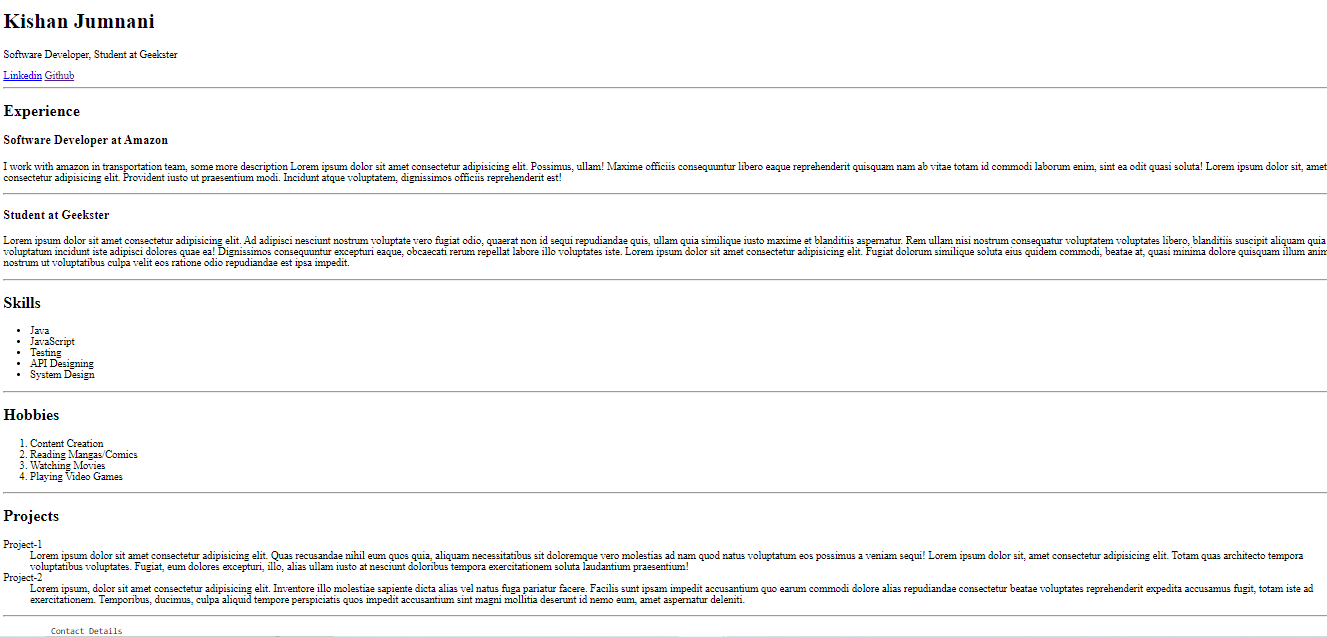 Kishan Jumnani
Software Developer, Student at Geekster
Linkedin Github
Experience
Software Developer at Amazon
I work with amazon in transportation team, some more description Lorem ipsum dolor sit amet consectetur adipisicing elit. Possimus, ullam! Maxime officiis consequuntur libero eaque reprehenderit quisquam nam ab vitae totam id commodi laborum enim, sint ea odit quasi soluta! Lorem ipsum dolor sit, amet
consectetur adipisicing elit. Provident iusto ut praesentium modi. Incidunt atque voluptatem, dignissimos officiis reprehenderit est!
Student at Geekster
Lorem ipsum dolor sit amet consectetur adipisicing elit. Ad adipisci nesciunt nostrum voluptate vero fugiat odio, quaerat non id sequi repudiandae quis, ullam quia similique iusto maxime et blanditiis aspernatur. Rem ullam nisi nostrum consequatur voluptatem voluptates libero, blanditiis suscipit aliquam quia
voluptatum incidunt iste adipisci dolores quae ea! Dignissimos consequuntur excepturi eaque, obcaecati rerum repellat labore illo voluptates iste. Lorem ipsum dolor sit amet consectetur adipisicing elit. Fugiat dolorum similique soluta eius quidem commodi, beatae at, quasi minima dolore quisquam illum anim
nostrum ut voluptatibus culpa velit eos ratione odio repudiandae est ipsa impedit.
Skills
• Java
• JavaScript
• Testing
• API Designing
• System Design
Hobbies
1. Content Creation
2. Reading Mangas/Comics
3. Watching Movies
4. Playing Video Games
Projects
Project-1
Lorem ipsum dolor sit amet consectetur adipisicing elit. Quas recusandae nihil eum quos quia, aliquam necessitatibus sit doloremque vero molestias ad nam quod natus voluptatum eos possimus a veniam sequi! Lorem ipsum dolor sit, amet consectetur adipisicing elit. Totam quas architecto tempora
voluptatibus voluptates. Fugiat, eum dolores excepturi, illo, alias ullam iusto at nesciunt doloribus tempora exercitationem soluta laudantium praesentium!
Project-2
Lorem ipsum, dolor sit amet consectetur adipisicing elit. Inventore illo molestiae sapiente dicta alias vel natus fuga pariatur facere. Facilis sunt ipsam impedit accusantium quo earum commodi dolore alias repudiandae consectetur beatae voluptates reprehenderit expedita accusamus fugit, totam iste ad
exercitationem. Temporibus, ducimus, culpa aliquid tempore perspiciatis quos impedit accusantium sint magni mollitia deserunt id nemo eum, amet aspernatur deleniti.
Contact Details